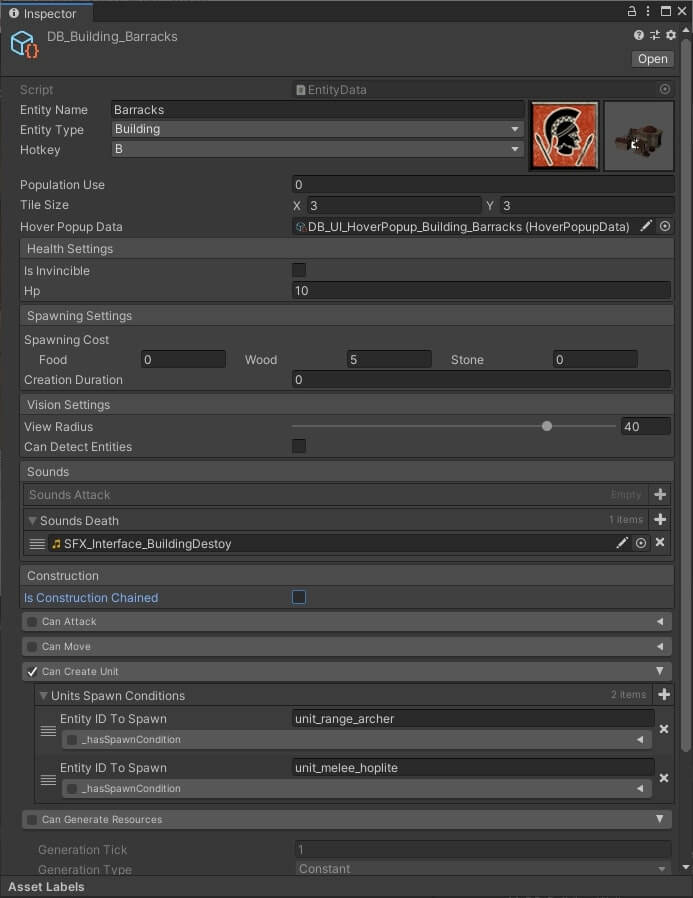 Inspector
DB_Building_Barracks
Open
Script EntityData
Entity Name Barracks
Entity Type Building
Hotkey B
Population Use 0
Tile Size X 3 Y 3
Hover Popup Data DB_UI_HoverPopup_Building_Barracks (HoverPopupData)
Health Settings
Is Invincible
Hp 10
Spawning Settings
Spawning Cost
Food 0 Wood 5 Stone 0
Creation Duration 0
Vision Settings
View Radius 40
Can Detect Entities
Sounds
Sounds Attack Empty
Sounds Death 1 items
SFX_Interface_BuildingDestoy
Construction
Is Construction Chained
Can Attack
Can Move
Can Create Unit
Units Spawn Conditions 2 items
Entity ID To Spawn unit_range_archer
_hasSpawnCondition
Entity ID To Spawn unit_melee_hoplite
_hasSpawnCondition
Can Generate Resources
Generation Tick 1
Generation Type Constant
Asset Labels